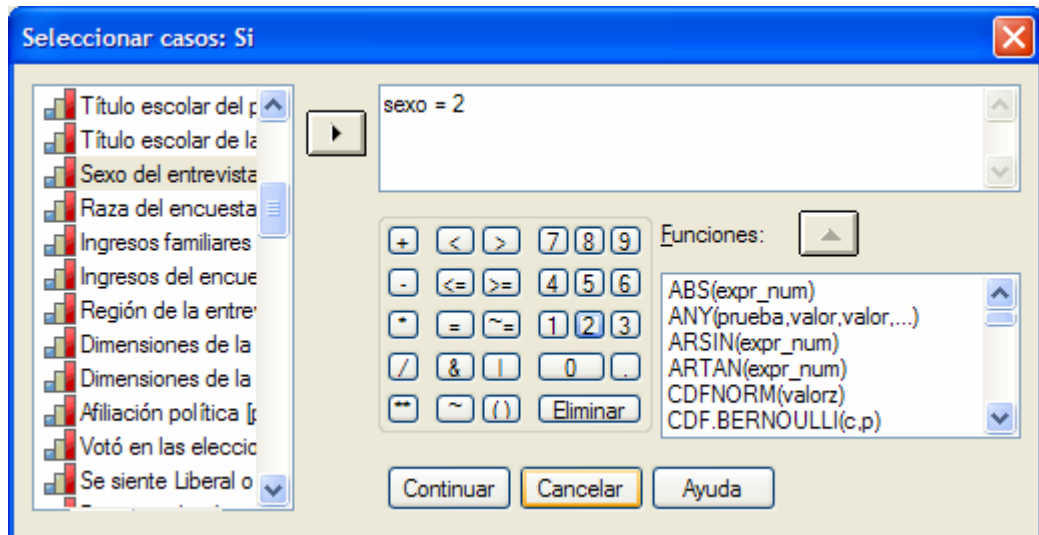 Seleccionar casos: Si
Título escolar del p
Título escolar de la
Sexo del entrevista
Raza del encuesta
Ingresos familiares
Ingresos del encue
Región de la entre
Dimensiones de la
Dimensiones de la
Afiliación política [p
Votó en las eleccio
Se siente Liberal o
sexo = 2
+ < > 7 8 9
- <= >= 4 5 6
* = ~= 1 2 3
/ & | 0 .
** ~ () Eliminar
Funciones:
ABS(expr_num)
ANY(prueba,valor,valor,...)
ARSIN(expr_num)
ARTAN(expr_num)
CDFNORM(valorz)
CDF.BERNOULLI(c,p)
Continuar Cancelar Ayuda